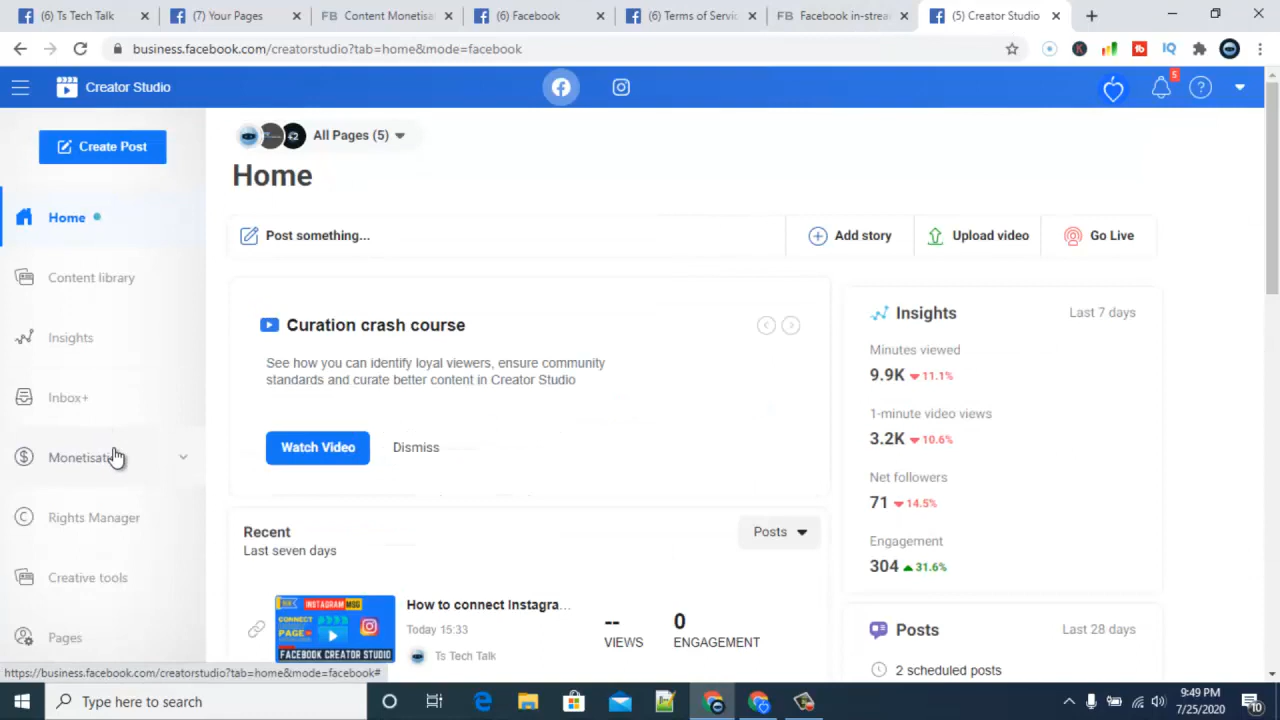 (6) Ts Tech Talk
(7) Your Pages
FB Content Monetisa
(6) Facebook
(6) Terms of Servic
FB Facebook in-strea
(5) Creator Studio
business.facebook.com/creatorstudio?tab=home&mode=facebook
Creator Studio
5
Create Post
All Pages (5)
Home
Home
Post something...
Add story
Upload video
Go Live
Content library
Insights
Inbox+
Monetisati
Rights Manager
Creative tools
Pages
Curation crash course
See how you can identify loyal viewers, ensure community
standards and curate better content in Creator Studio
Watch Video
Dismiss
Insights
Last 7 days
Minutes viewed
9.9K 11.1%
1-minute video views
3.2K 10.6%
Net followers
71 14.5%
Engagement
304 31.6%
Recent
Last seven days
Posts
INSTAGRAM MOD
CONNECT
PAGE
FACEBOOK CREATOR STUDIO
How to connect Instagra...
Today 15:33
Ts Tech Talk
--
VIEWS
0
ENGAGEMENT
Posts
Last 28 days
2 scheduled posts
https://business.facebook.com/creatorstudio?tab=home&mode=facebook#
Type here to search
9:49 PM
7/25/2020
10